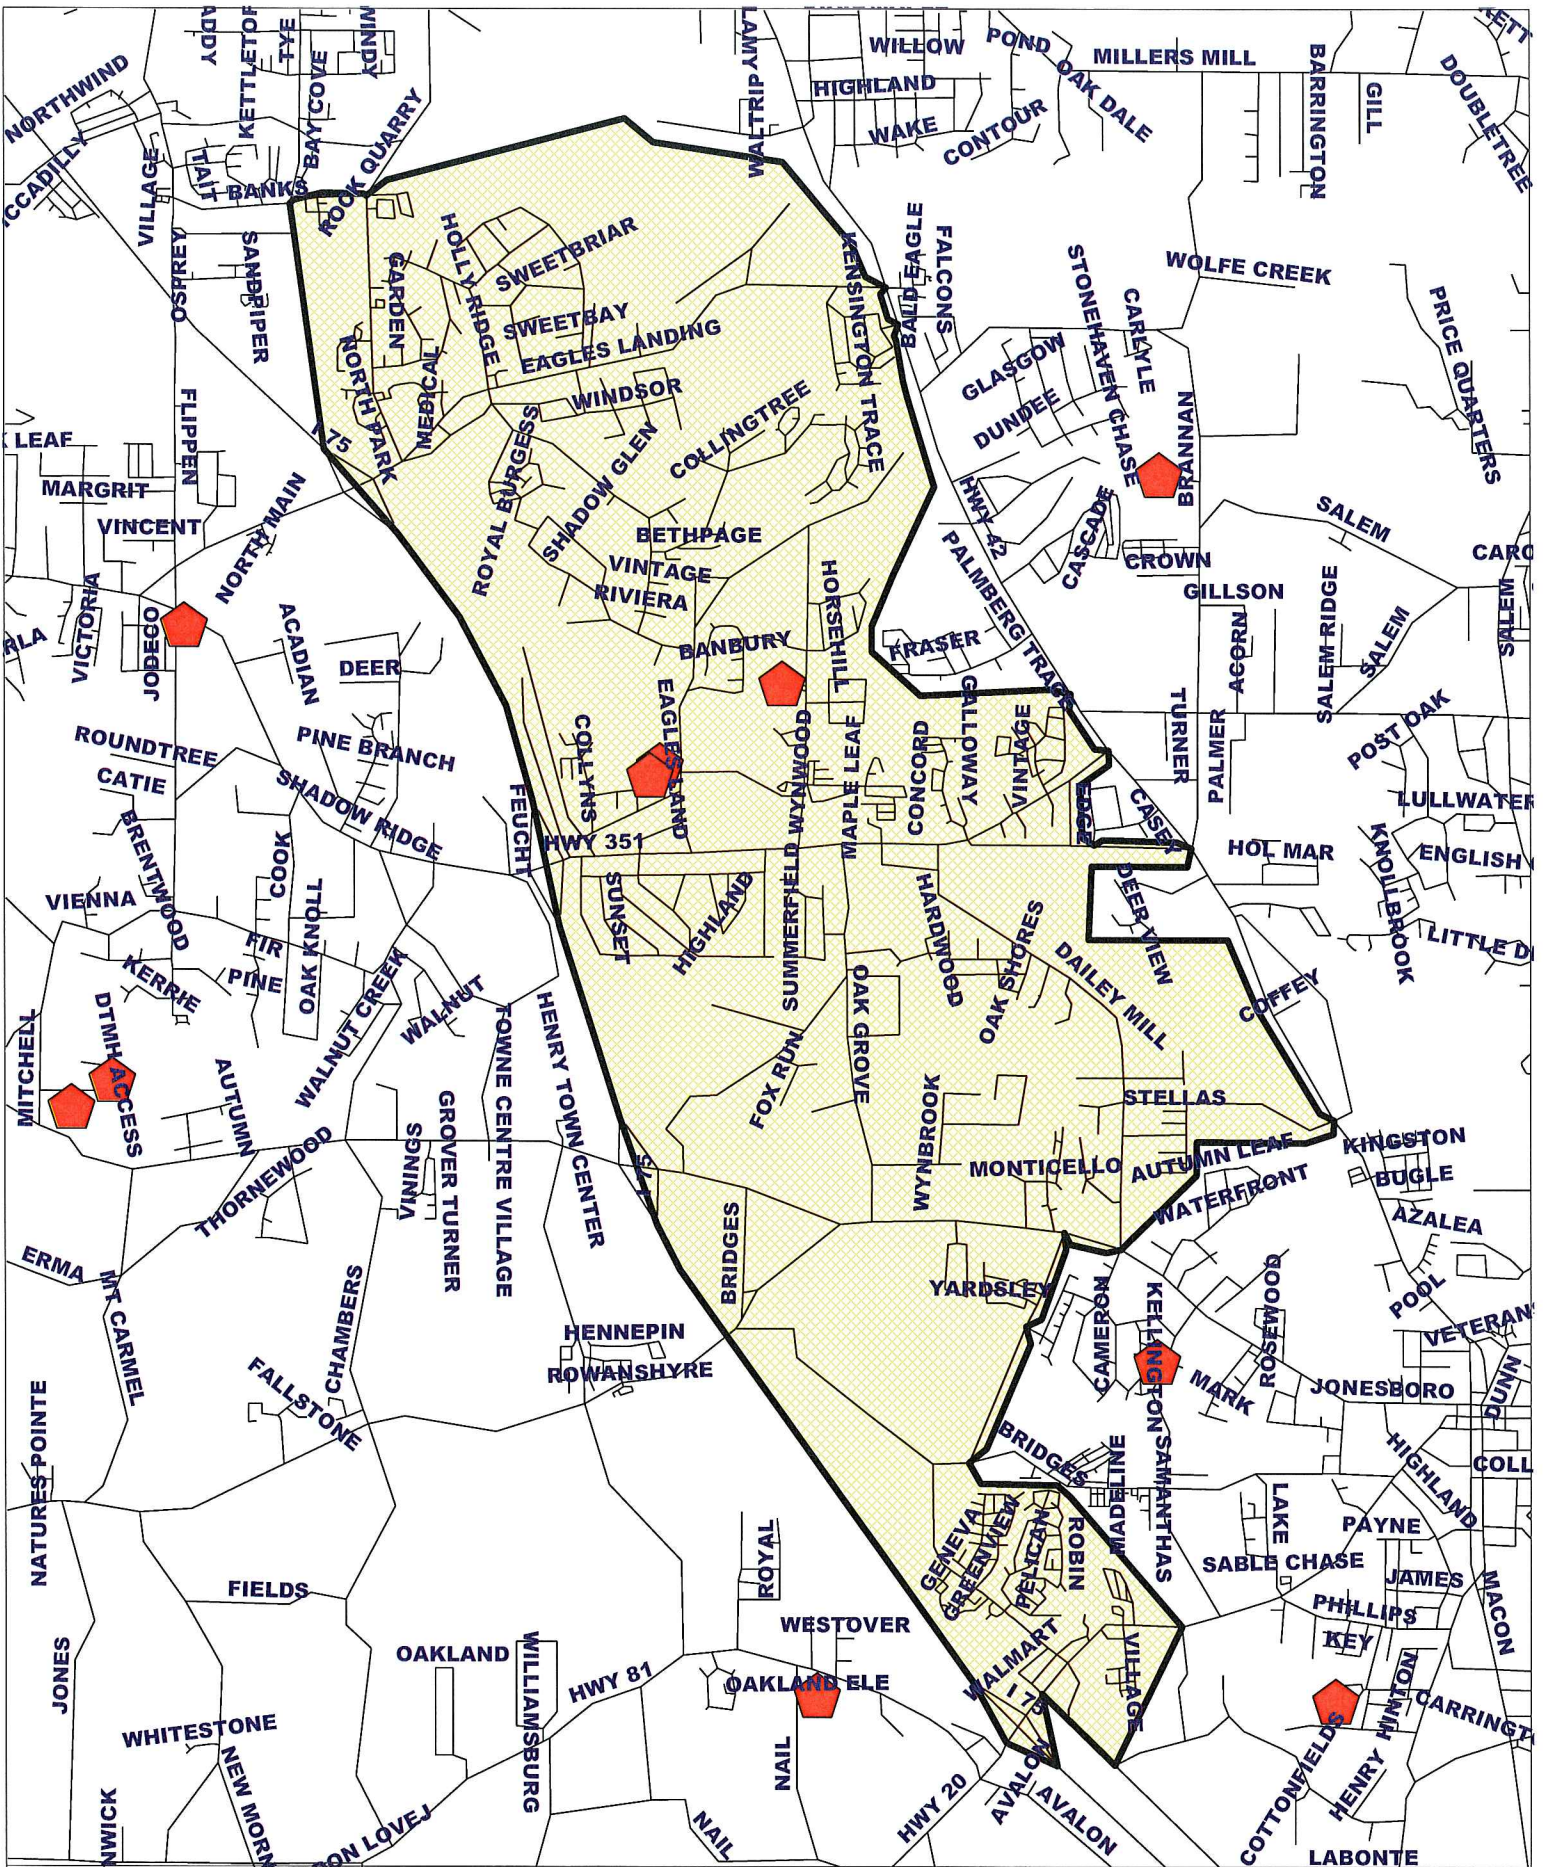 ADDY
KETTLETOP
TYE
WINDY
BAY COVE
NORTHWIND
ROCK QUARRY
VILLAGE
TAIT
BANKS
OSPREY
SANDPIPER
WALTRIP
WILLOW
POND
HIGHLAND
OAK DALE
MILLERS MILL
WAKE
CONTOUR
BARRINGTON
GILL
DOUBLETREE
GARDEN
HOLLY RIDGE
SWEETBRIAR
SWEETBAY
EAGLES LANDING
WINDSOR
KENSINGTON TRACE
BALD EAGLE
FALCONS
STONEHAVEN CHASE
CARLYLE
WOLFE CREEK
PRICE QUARTERS
GLASGOW
DUNDEE
BRANNAN
NORTH PARK
MEDICAL
I 75
FLIPPEN
LEAF
MARGRIT
VINCENT
NORTH MAIN
ROYAL BURGESS
SHADOW GLEN
COLLINGTREE
BETHPAGE
VINTAGE
RIVIERA
HWY 42
PALMBERG TRACE
CASCADE
CROWN
SALEM
CARO
GILLSON
ACORN
SALEM RIDGE
SALEM
SALEM
VICTORIA
JODECO
ACADIAN
DEER
BANBURY
HORSEHILL
FRASER
EAGLES LAND
COLLYNS
WYNWOOD
MAPLE LEAF
CONCORD
GALLOWAY
VINTAGE
TURNER
PALMER
POST OAK
ROUNDTREE
PINE BRANCH
CATIE
SHADOW RIDGE
BRENTWOOD
FEUCHT
HWY 351
EDGE
CASEY
LULLWATER
HOL MAR
KNOLLBROOK
ENGLISH
COOK
VIENNA
FIR
OAK KNOLL
PINE
KERRIE
SUNSET
HIGHLAND
SUMMERFIELD
HARDWOOD
OAK SHORES
DEER VIEW
DAILEY MILL
LITTLE D
COFFEY
MITCHELL
DTMH ACCESS
AUTUMN
WALNUT CREEK
WALNUT
TOWNE CENTRE VILLAGE
HENRY TOWN CENTER
FOX RUN
OAK GROVE
WYNBROOK
STELLAS
MONTICELLO
AUTUMN LEAF
KINGSTON
BUGLE
WATERFRONT
AZALEA
THORNEWOOD
VININGS
GROVER TURNER
I 75
BRIDGES
YARDSLEY
CAMERON
KELLINGTON
ROSEWOOD
POOL
VETERANS
ERMA
MT CARMEL
CHAMBERS
HENNEPIN
ROWANSHYRE
FALLSTONE
MARK
JONESBORO
DUNN
NATURES POINTE
BRIDGES
MADELINE
SAMANTHAS
HIGHLAND
COLL
LAKE
PAYNE
GENEVA
GREENVIEW
PELICAN
ROBIN
SABLE CHASE
JAMES
PHILLIPS
MACON
KEY
FIELDS
ROYAL
WESTOVER
OAKLAND
WILLIAMSBURG
HWY 81
OAKLAND ELE
WALMART
I 75
VILLAGE
JONES
WHITESTONE
NEW MORN
NAIL
NAIL
HWY 20
AVALON
AVALON
COTTONFIELDS
HENRY
HINTON
CARRINGT
LABONTE
NWICK
ON LOVEJ